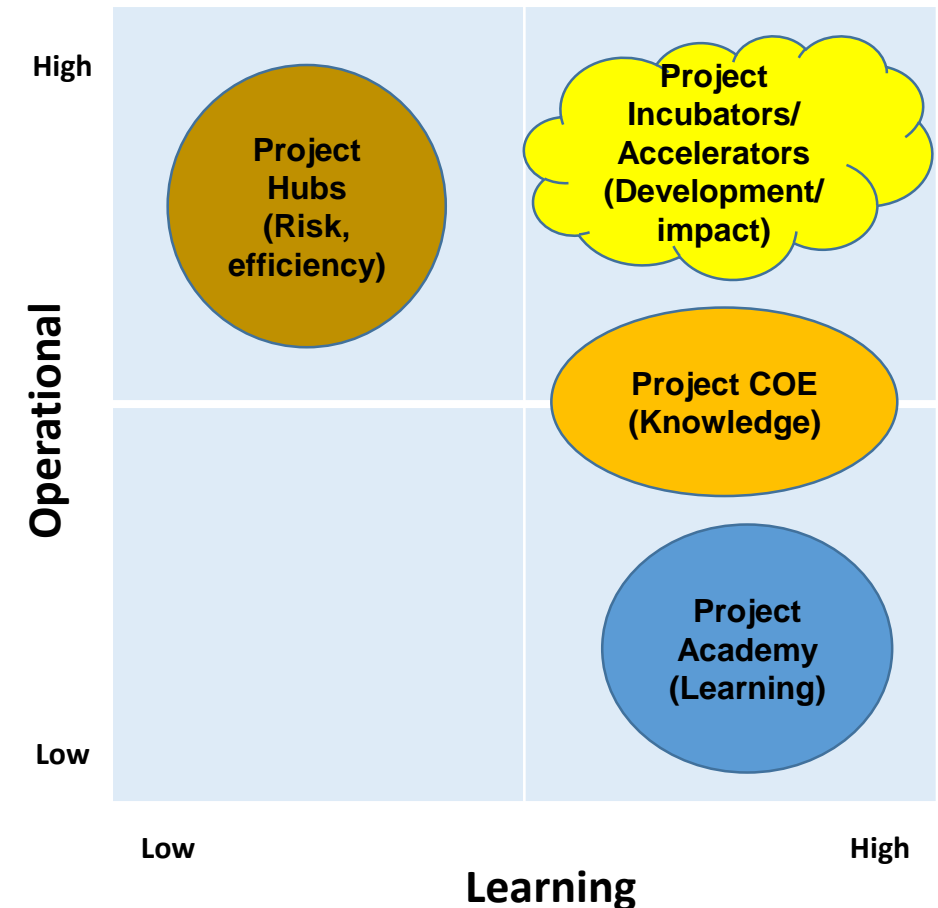 High
Project
Hubs
(Risk,
efficiency)
Project
Incubators/
Accelerators
(Development/
impact)
Operational
Project COE
(Knowledge)
Project
Academy
(Learning)
Low
Low
High
Learning